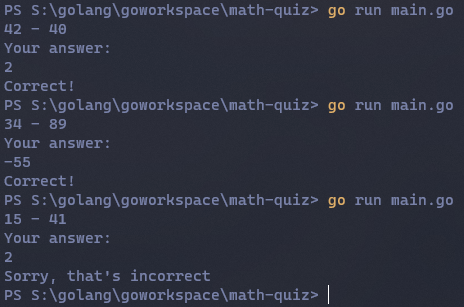 PS S:\golang\goworkspace\math-quiz> go run main.go
42 - 40
Your answer:
2
Correct!
PS S:\golang\goworkspace\math-quiz> go run main.go
34 - 89
Your answer:
-55
Correct!
PS S:\golang\goworkspace\math-quiz> go run main.go
15 - 41
Your answer:
2
Sorry, that's incorrect
PS S:\golang\goworkspace\math-quiz>